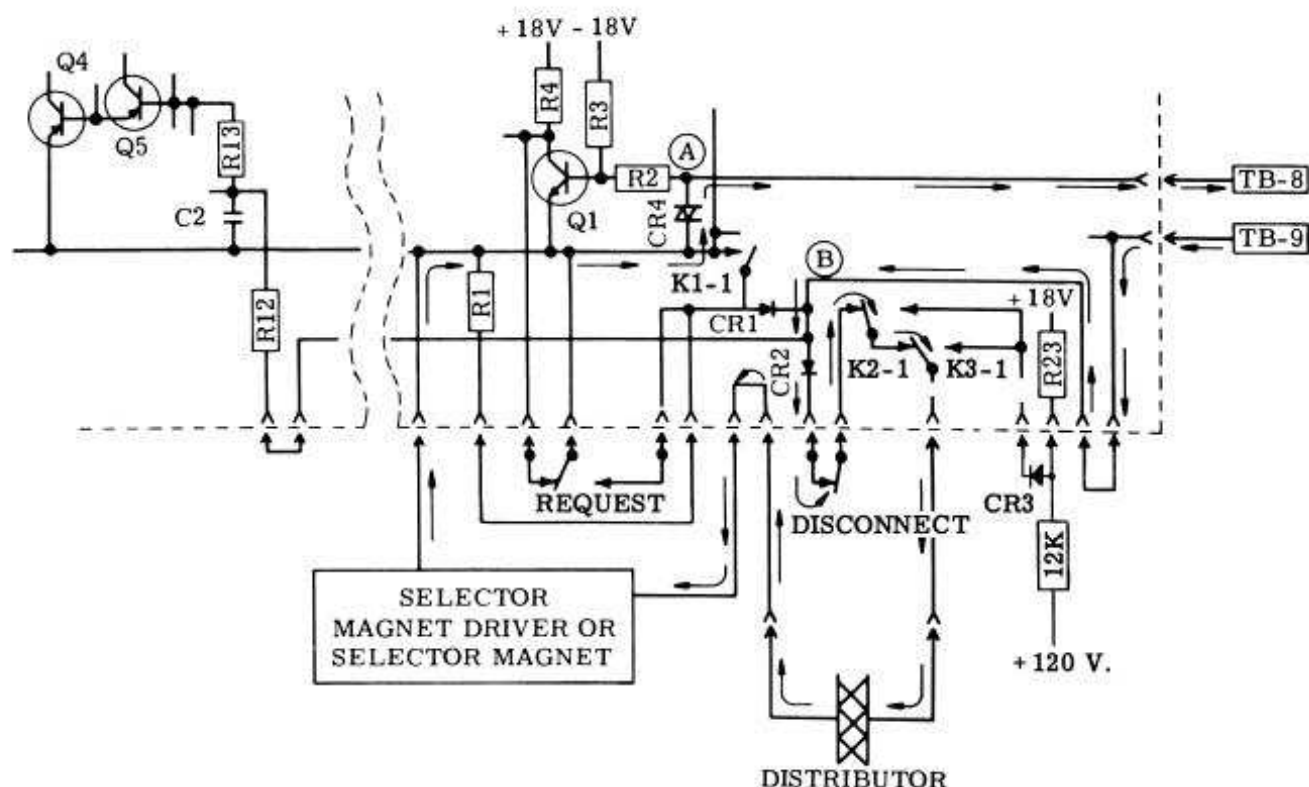 +18V -18V
Q4
Q5
R13
C2
R12
R4
R3
R2
A
Q1
CR4
TB-8
TB-9
K1-1
B
R1
CR1
CR2
K2-1
K3-1
+18V
R23
REQUEST
DISCONNECT
CR3
12K
+120 V.
SELECTOR
MAGNET DRIVER OR
SELECTOR MAGNET
DISTRIBUTOR